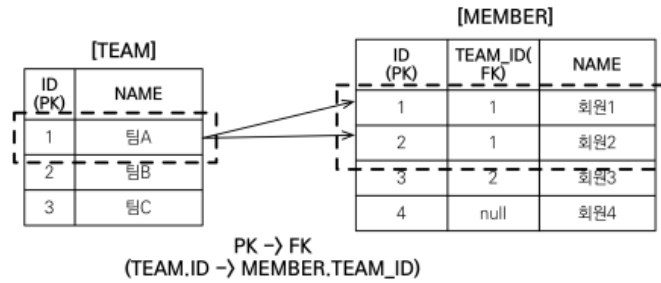 [MEMBER]
[TEAM]
ID
(PK)
NAME
1
팀A
2
팀B
3
팀C
ID
(PK)
TEAM_ID(
FK)
NAME
1
1
회원1
2
1
회원2
3
2
회원3
4
null
회원4
PK -> FK
(TEAM.ID -> MEMBER.TEAM_ID)